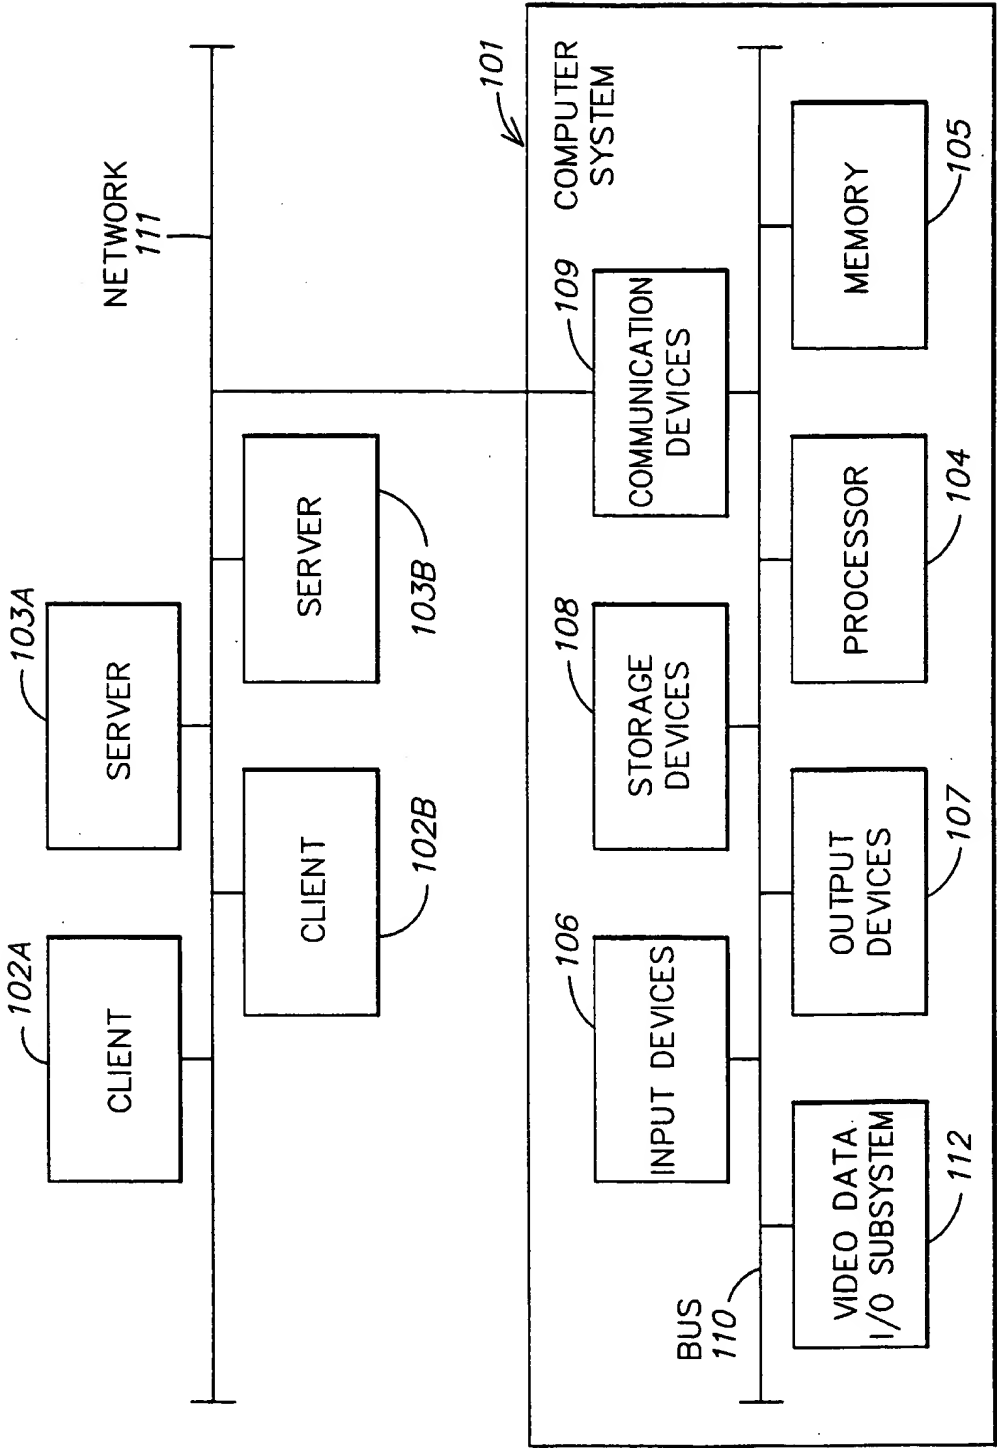 NETWORK
111
102A
CLIENT
103A
SERVER
CLIENT
102B
SERVER
103B
101
COMPUTER
SYSTEM
106
INPUT DEVICES
108
STORAGE
DEVICES
109
COMMUNICATION
DEVICES
BUS
110
VIDEO DATA
I/O SUBSYSTEM
112
OUTPUT
DEVICES
107
PROCESSOR
104
MEMORY
105